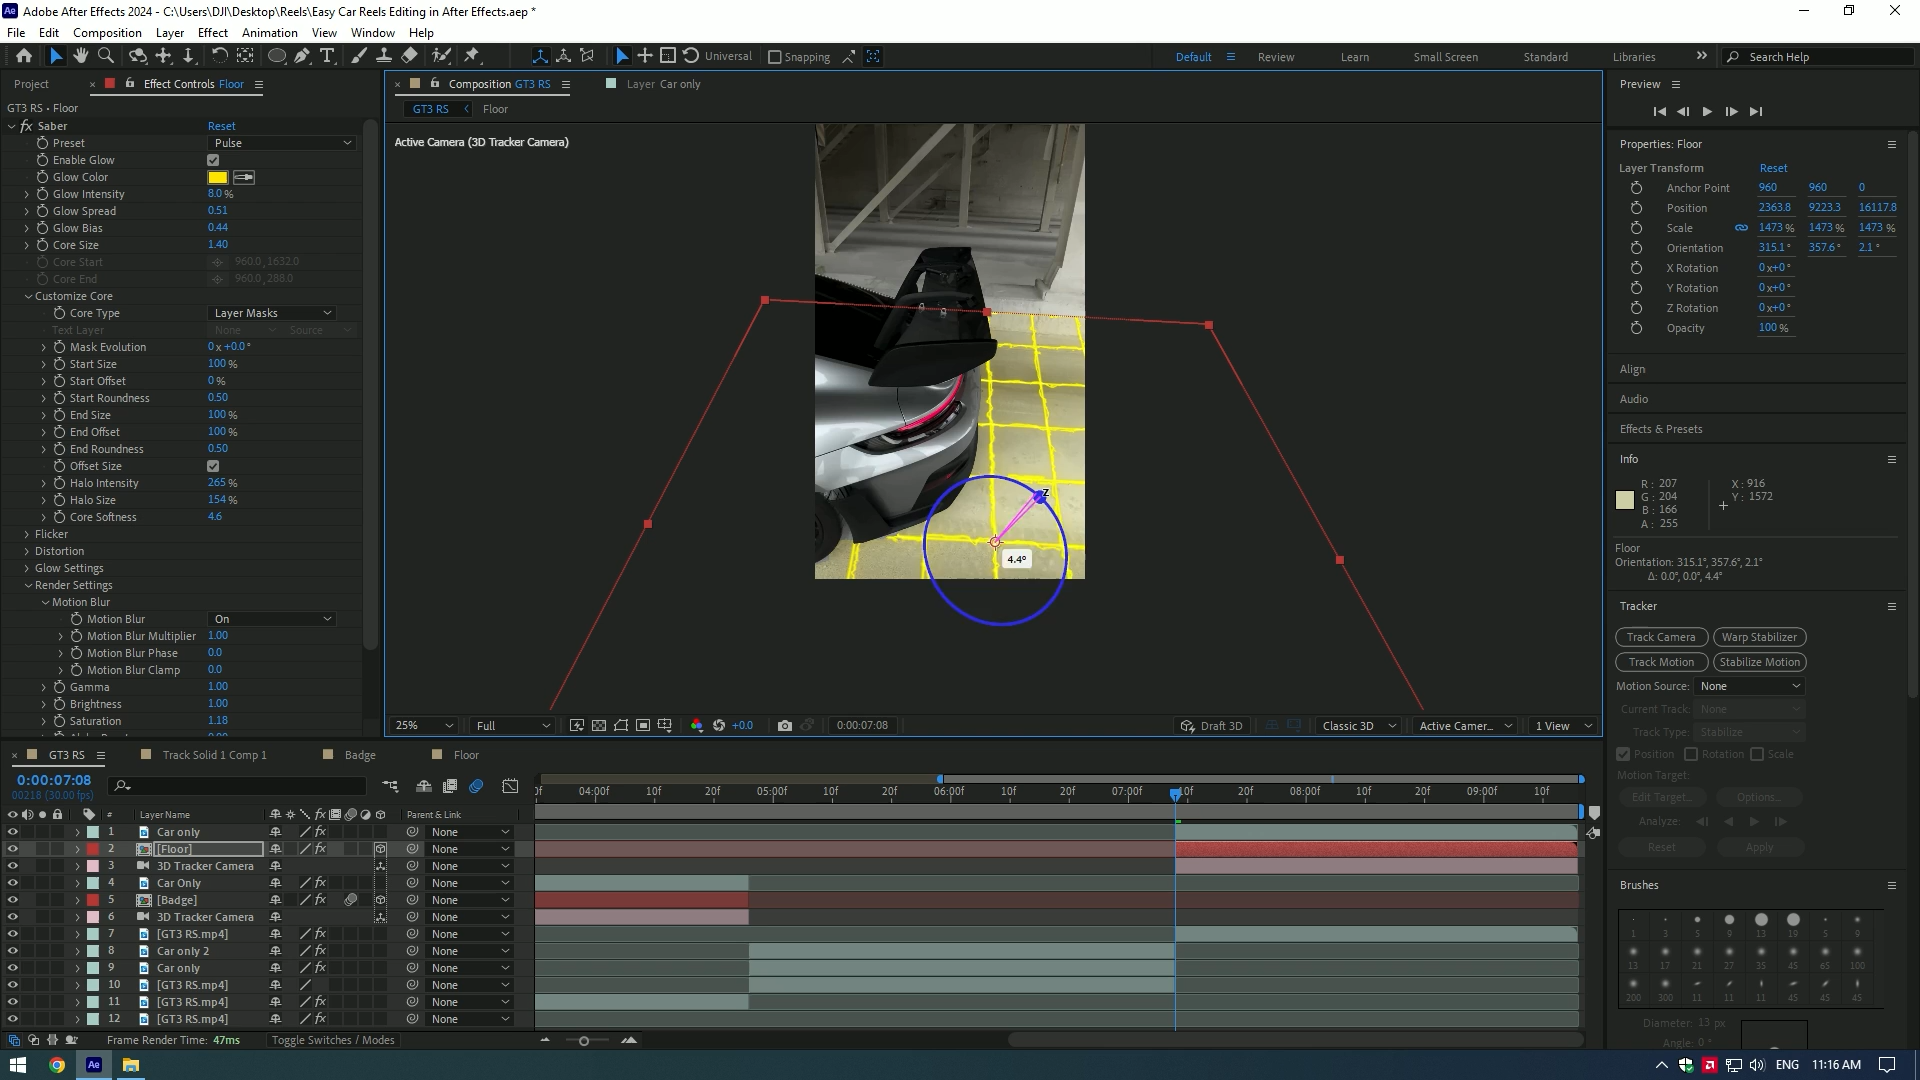 Adobe After Effects 2024 - C:\Users\DJI\Desktop\Reels\Easy Car Reels Editing in After Effects.aep *
File Edit Composition Layer Effect Animation View Window Help
Universal Snapping Default Review Learn Small Screen Standard Libraries Search Help
Project Effect Controls Floor
GT3 RS • Floor
fx Saber Reset
Preset Pulse
Enable Glow
Glow Color
Glow Intensity 8.0 %
Glow Spread 0.51
Glow Bias 0.44
Core Size 1.40
Core Start 960.0,1632.0
Core End 960.0,288.0
Customize Core
Core Type Layer Masks
Text Layer None Source
Mask Evolution 0x+0.0°
Start Size 100 %
Start Offset 0 %
Start Roundness 0.50
End Size 100 %
End Offset 100 %
End Roundness 0.50
Offset Size
Halo Intensity 265 %
Halo Size 154 %
Core Softness 4.6
Flicker
Distortion
Glow Settings
Render Settings
Motion Blur
Motion Blur On
Motion Blur Multiplier 1.00
Motion Blur Phase 0.0
Motion Blur Clamp 0.0
Gamma 1.00
Brightness 1.00
Saturation 1.18
Composition GT3 RS Layer Car only
GT3 RS Floor
Active Camera (3D Tracker Camera)
Z
4.4°
25% Full +0.0 0:00:07:08 Draft 3D Classic 3D Active Camer... 1 View
Preview
Properties: Floor
Layer Transform Reset
Anchor Point 960 960 0
Position 2363.8 9223.3 16117.8
Scale 1473 % 1473 % 1473 %
Orientation 315.1° 357.6° 2.1°
X Rotation 0x+0°
Y Rotation 0x+0°
Z Rotation 0x+0°
Opacity 100 %
Align
Audio
Effects & Presets
Info
R: 207 X: 916
G: 204 Y: 1572
B: 166
A: 255
Floor
Orientation: 315.1°, 357.6°, 2.1°
Δ: 0.0°, 0.0°, 4.4°
Tracker
Track Camera Warp Stabilizer
Track Motion Stabilize Motion
Motion Source: None
Current Track: None
Track Type: Stabilize
Position Rotation Scale
Motion Target:
Edit Target... Options...
Analyze:
Reset Apply
Brushes
1 3 5 9 13 19 5 9
13 17 21 27 35 45 65 100
200 300 11 11 11 45 45 45
Diameter: 13 px
Angle: 0°
GT3 RS Track Solid 1 Comp 1 Badge Floor
0:00:07:08
00218 (30.00 fps)
0f 04:00f 10f 20f 05:00f 10f 20f 06:00f 10f 20f 07:00f 10f 20f 08:00f 10f 20f 09:00f 10f
# Layer Name fx Parent & Link
1 Car only fx None
2 [Floor] fx None
3 3D Tracker Camera None
4 Car Only fx None
5 [Badge] fx None
6 3D Tracker Camera None
7 [GT3 RS.mp4] fx None
8 Car only 2 fx None
9 Car only fx None
10 [GT3 RS.mp4] None
11 [GT3 RS.mp4] fx None
12 [GT3 RS.mp4] fx None
Frame Render Time: 47ms Toggle Switches / Modes
Ae ENG 11:16 AM